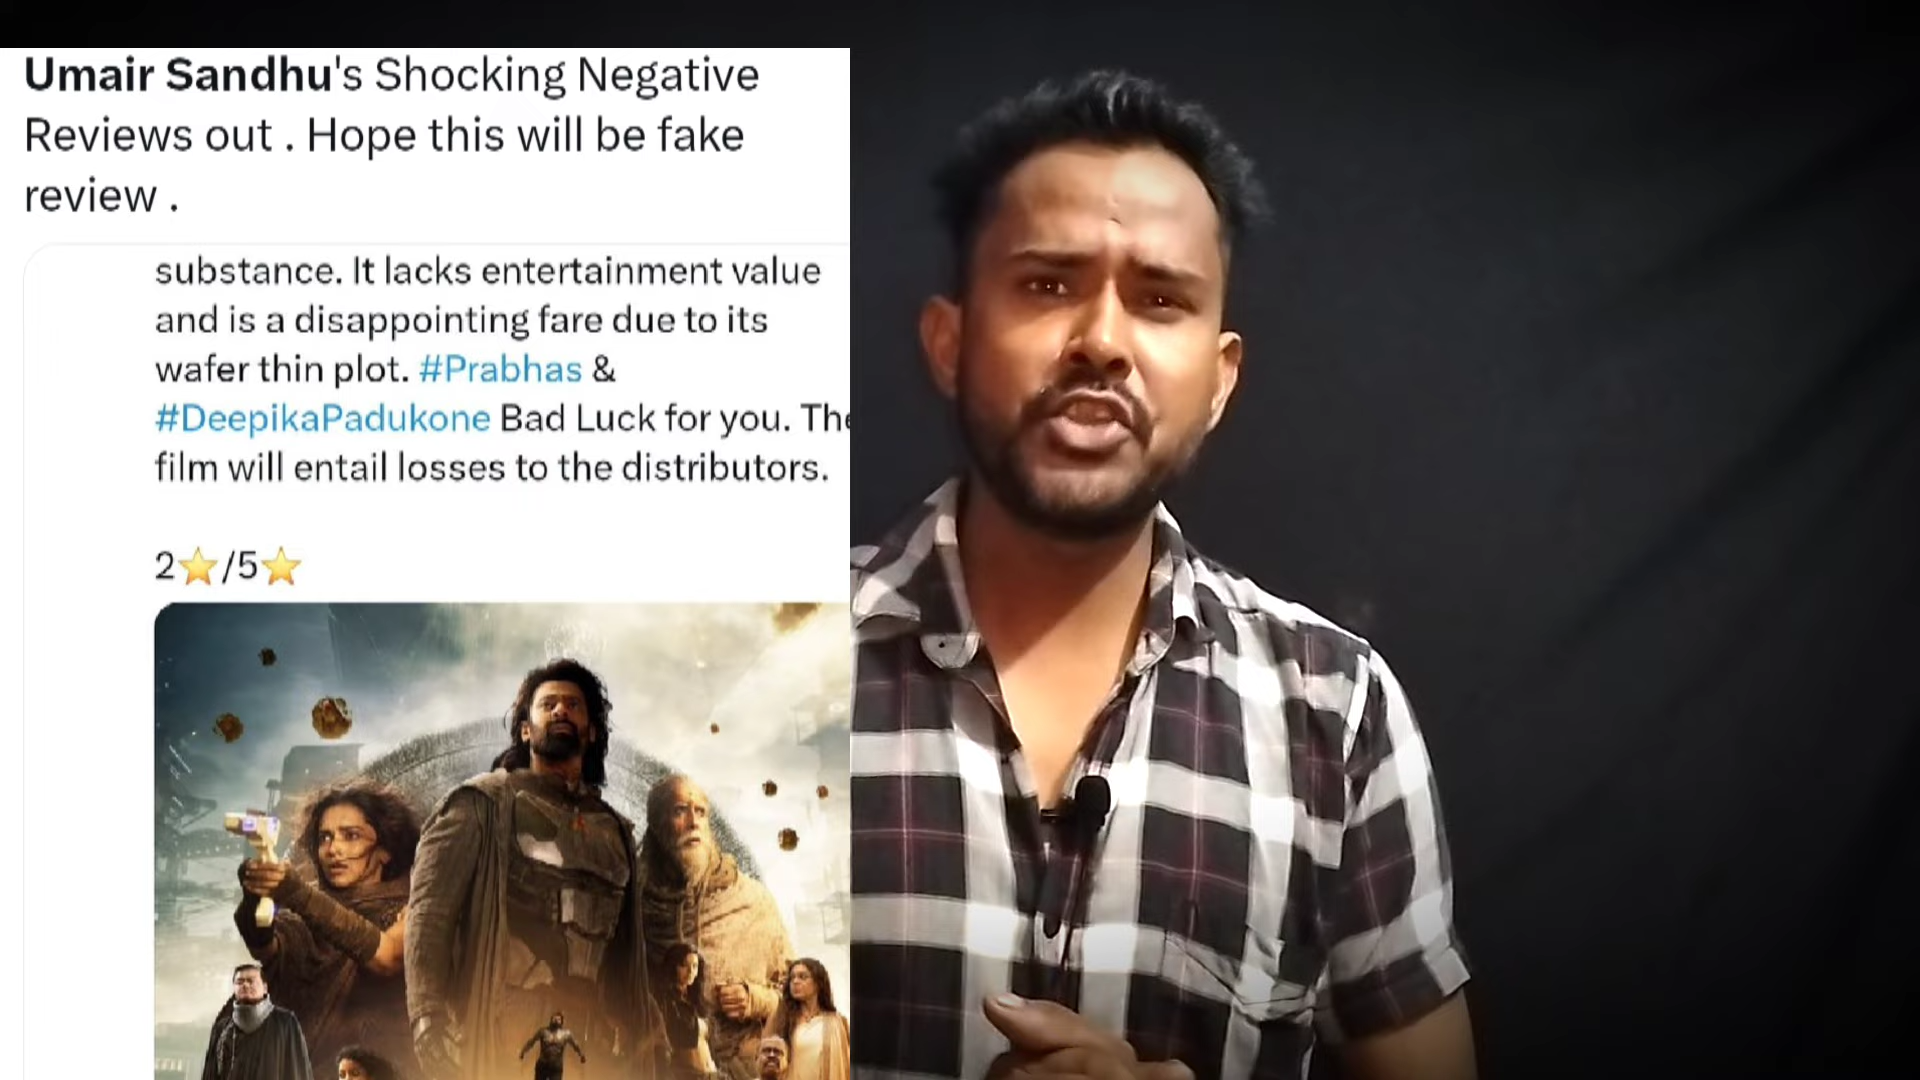 Umair Sandhu's Shocking Negative
Reviews out . Hope this will be fake
review .
substance. It lacks entertainment value
and is a disappointing fare due to its
wafer thin plot. #Prabhas &
#DeepikaPadukone Bad Luck for you. The
film will entail losses to the distributors.
2⭐/5⭐